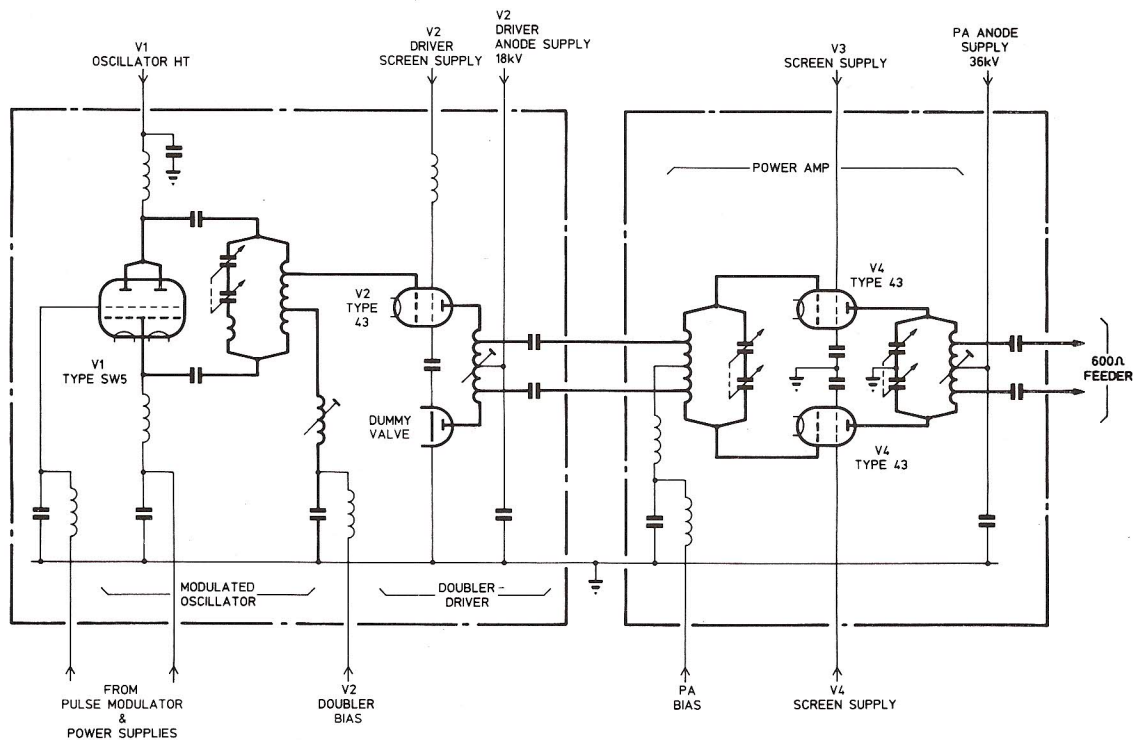 V1
OSCILLATOR HT
V2
DRIVER
SCREEN SUPPLY
V2
DRIVER
ANODE SUPPLY
18kV
V3
SCREEN SUPPLY
PA ANODE
SUPPLY
36kV
POWER AMP
V1
TYPE SW5
V2
TYPE
43
DUMMY
VALVE
V4
TYPE 43
V4
TYPE 43
600Ω
FEEDER
MODULATED
OSCILLATOR
DOUBLER-
DRIVER
FROM
PULSE MODULATOR
&
POWER SUPPLIES
V2
DOUBLER
BIAS
PA
BIAS
V4
SCREEN SUPPLY